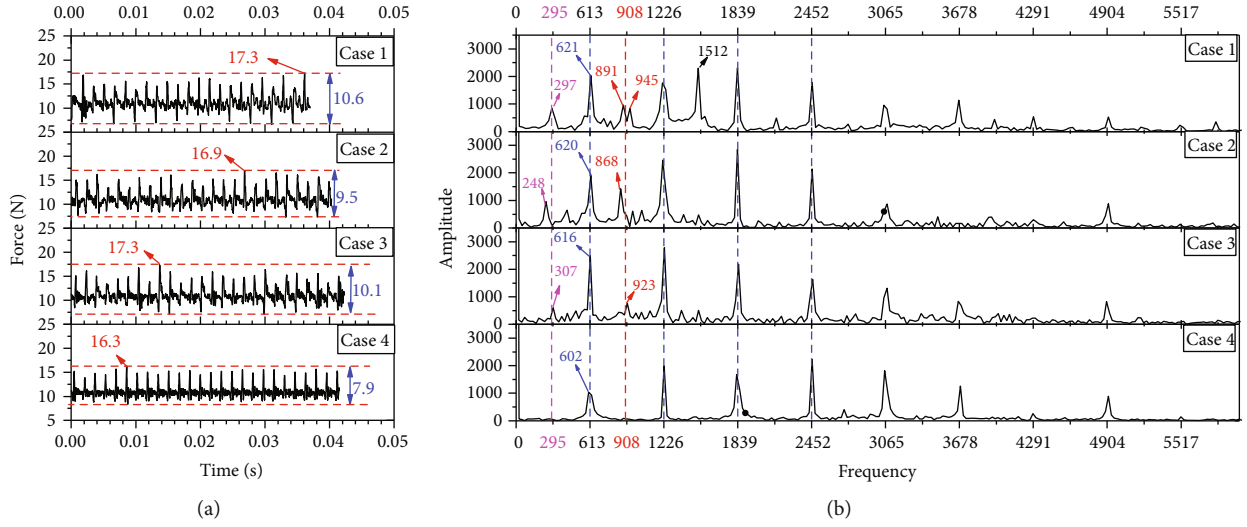 (a)
0.00 0.01 0.02 0.03 0.04 0.05
25
20
15
10
25
20
15
10
25
20
15
10
25
20
15
10
5
Force (N)
Case 1
17.3
10.6
Case 2
16.9
9.5
Case 3
17.3
10.1
Case 4
16.3
7.9
0.00 0.01 0.02 0.03 0.04 0.05
Time (s)
(a)
(b)
0 295 613 908 1226 1839 2452 3065 3678 4291 4904 5517
3000
2000
1000
0
3000
2000
1000
0
3000
2000
1000
0
3000
2000
1000
0
Amplitude
Case 1
621
297
891
945
1512
Case 2
620
248
868
Case 3
616
307
923
Case 4
602
0 295 613 908 1226 1839 2452 3065 3678 4291 4904 5517
Frequency
(b)